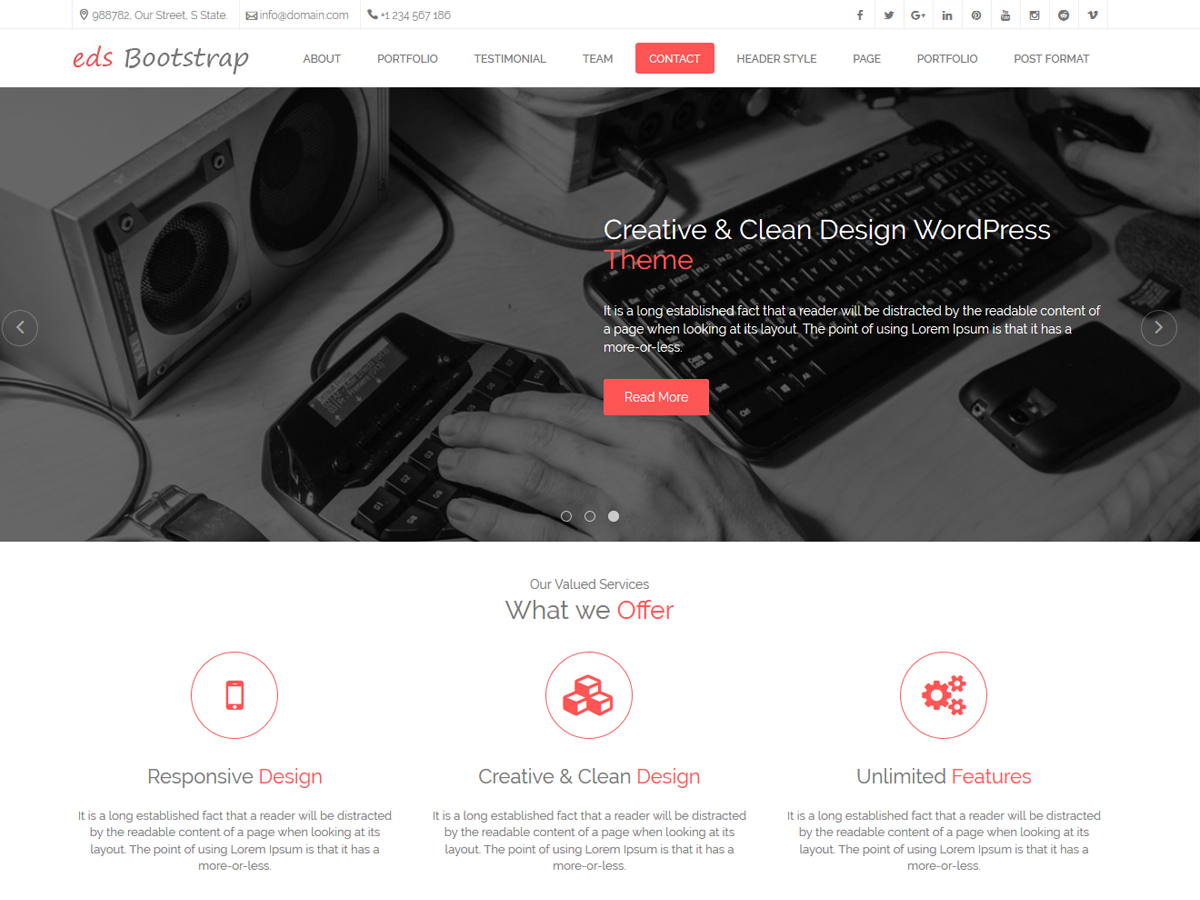 988782, Our Street, S State. info@domain.com +1 234 567 186
eds Bootstrap
ABOUT PORTFOLIO TESTIMONIAL TEAM CONTACT HEADER STYLE PAGE PORTFOLIO POST FORMAT
Creative & Clean Design WordPress
Theme
It is a long established fact that a reader will be distracted by the readable content of
a page when looking at its layout. The point of using Lorem Ipsum is that it has a
more-or-less.
Read More
Our Valued Services
What we Offer
Responsive Design
It is a long established fact that a reader will be distracted
by the readable content of a page when looking at its
layout. The point of using Lorem Ipsum is that it has a
more-or-less.
Creative & Clean Design
It is a long established fact that a reader will be distracted
by the readable content of a page when looking at its
layout. The point of using Lorem Ipsum is that it has a
more-or-less.
Unlimited Features
It is a long established fact that a reader will be distracted
by the readable content of a page when looking at its
layout. The point of using Lorem Ipsum is that it has a
more-or-less.